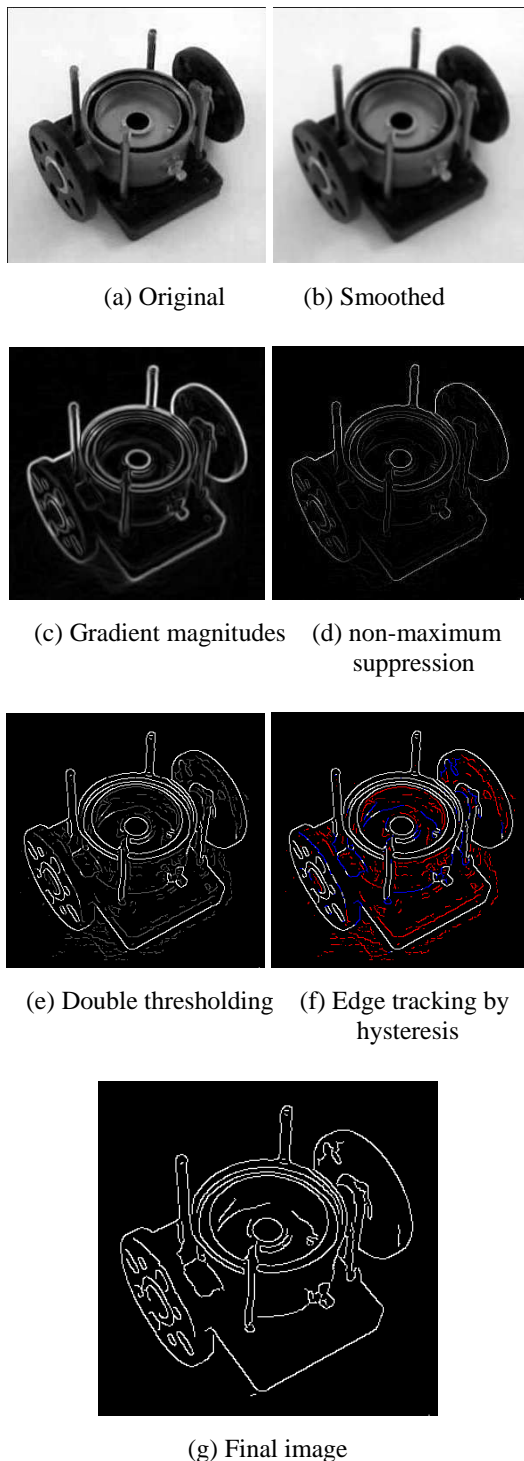 (a) Original (b) Smoothed
(c) Gradient magnitudes (d) non-maximum
suppression
(e) Double thresholding (f) Edge tracking by
hysteresis
(g) Final image